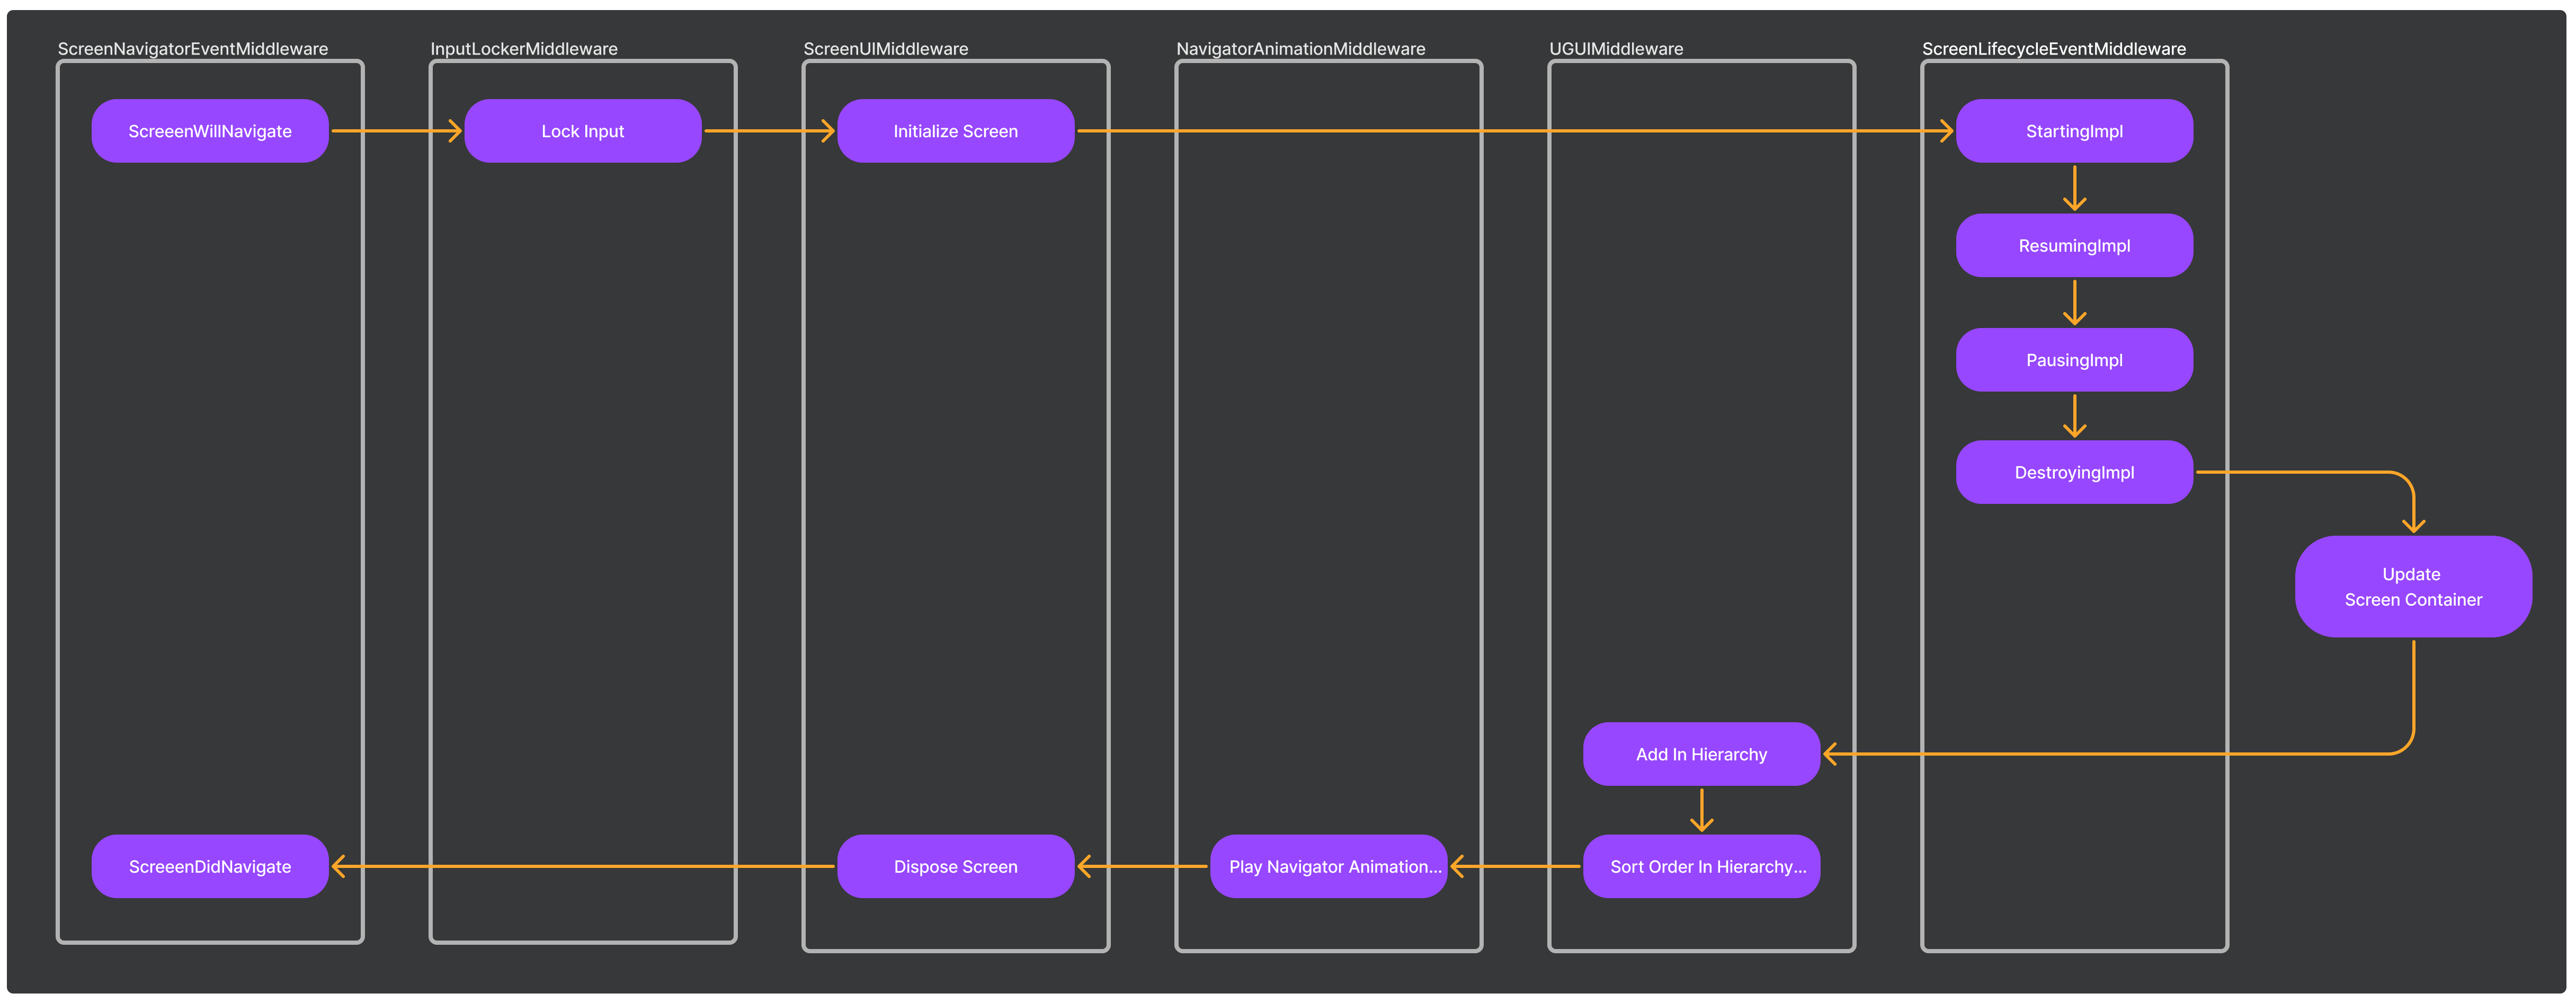 ScreenNavigatorEventMiddleware
InputLockerMiddleware
ScreenUIMiddleware
NavigatorAnimationMiddleware
UGUIMiddleware
ScreenLifecycleEventMiddleware
ScreeenWillNavigate
Lock Input
Initialize Screen
StartingImpl
ResumingImpl
PausingImpl
DestroyingImpl
Update
Screen Container
Add In Hierarchy
ScreeenDidNavigate
Dispose Screen
Play Navigator Animation...
Sort Order In Hierarchy...